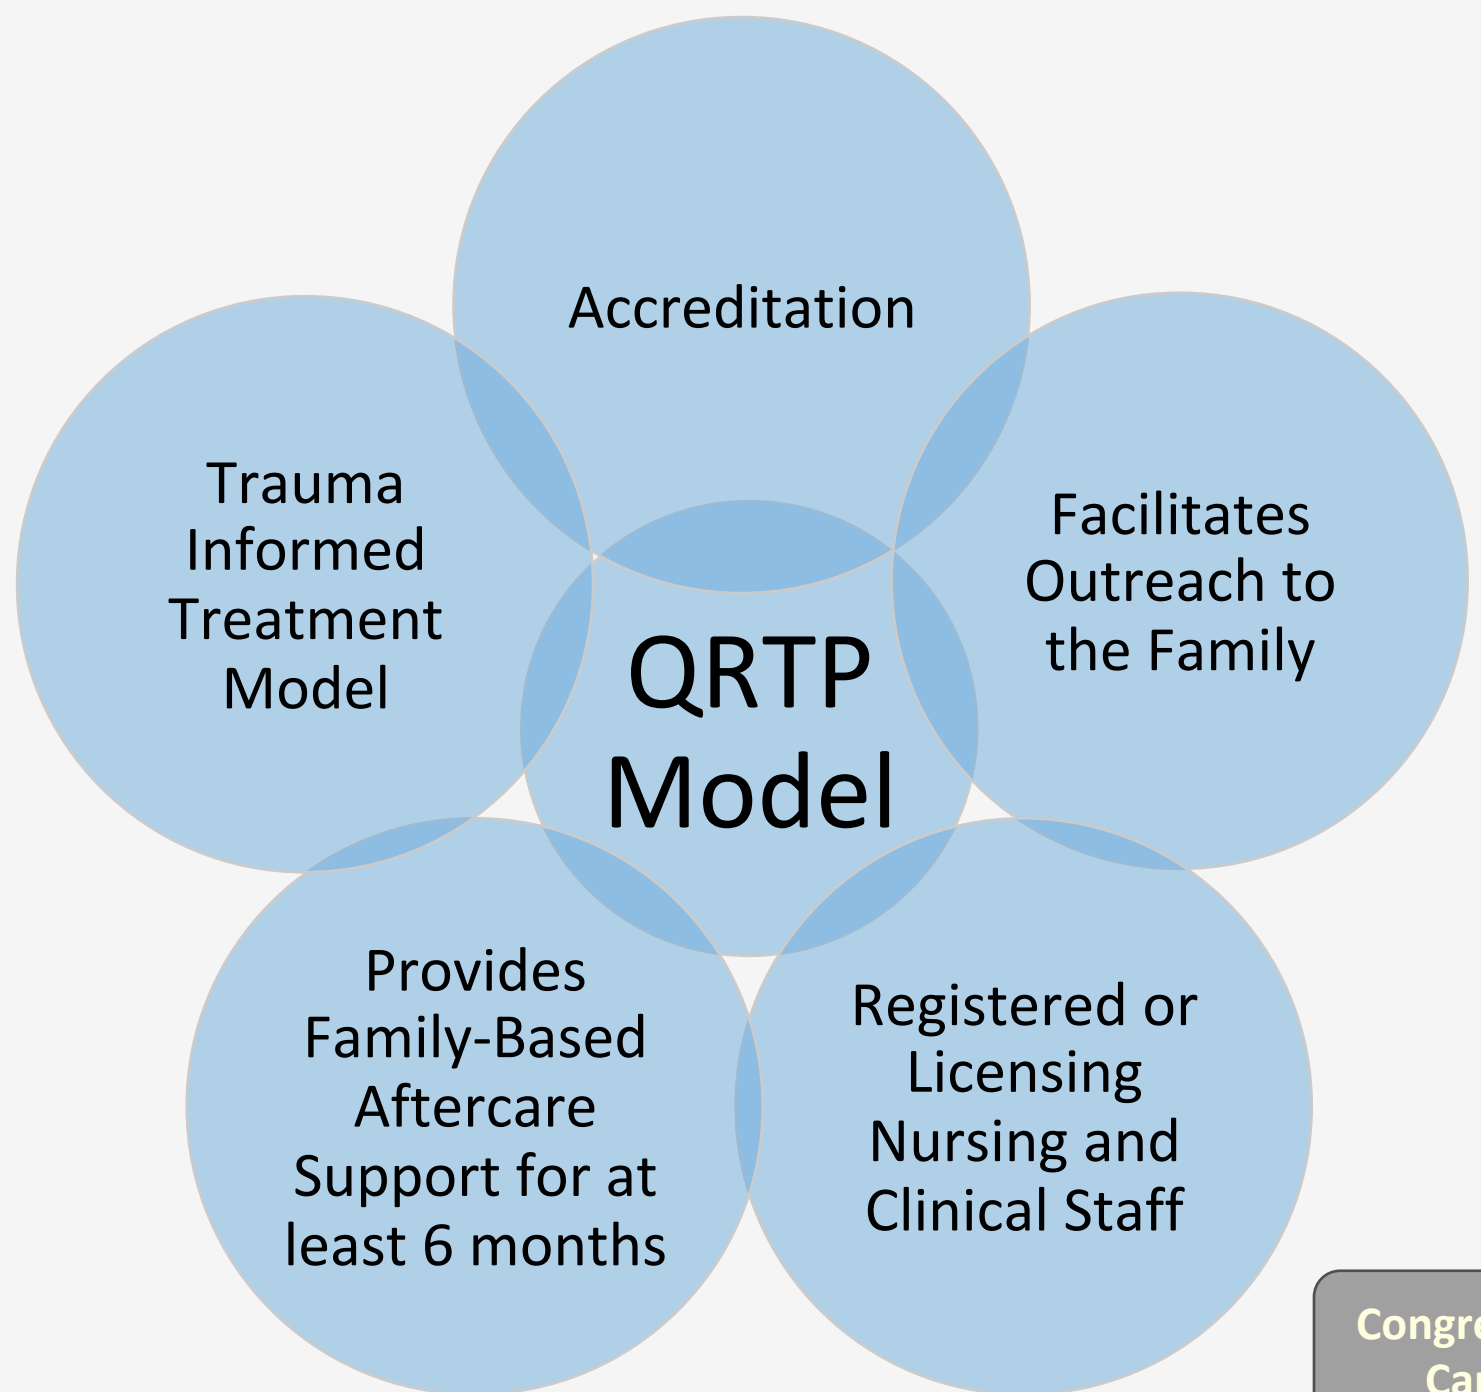 Accreditation
Trauma
Informed
Treatment
Model
Facilitates
Outreach to
the Family
QRTP
Model
Provides
Family-Based
Aftercare
Support for at
least 6 months
Registered or
Licensing
Nursing and
Clinical Staff